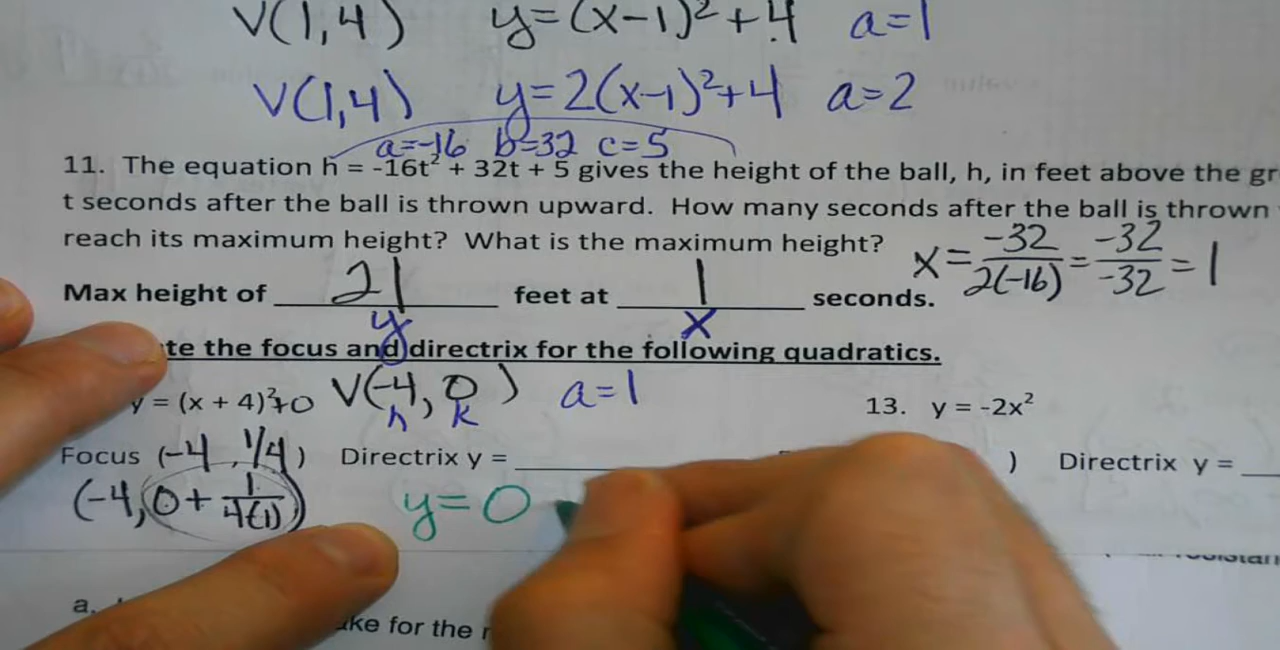 V(1,4) y=(x-1)²+4 a=1
V(1,4) y=2(x-1)²+4 a=2
a=-16 b=32 c=5
11. The equation h = -16t² + 32t + 5 gives the height of the ball, h, in feet above the gr
t seconds after the ball is thrown upward. How many seconds after the ball is thrown
reach its maximum height? What is the maximum height?
x = -32/2(-16) = -32/-32 = 1
Max height of 21 feet at 1 seconds.
y x
te the focus and directrix for the following quadratics.
y = (x + 4)²+0 V(-4, 0) a=1
h k
13. y = -2x²
Focus (-4, 1/4) Directrix y =
) Directrix y =
(-4, 0 + 1/4(1)) y=0
a.
ke for the r